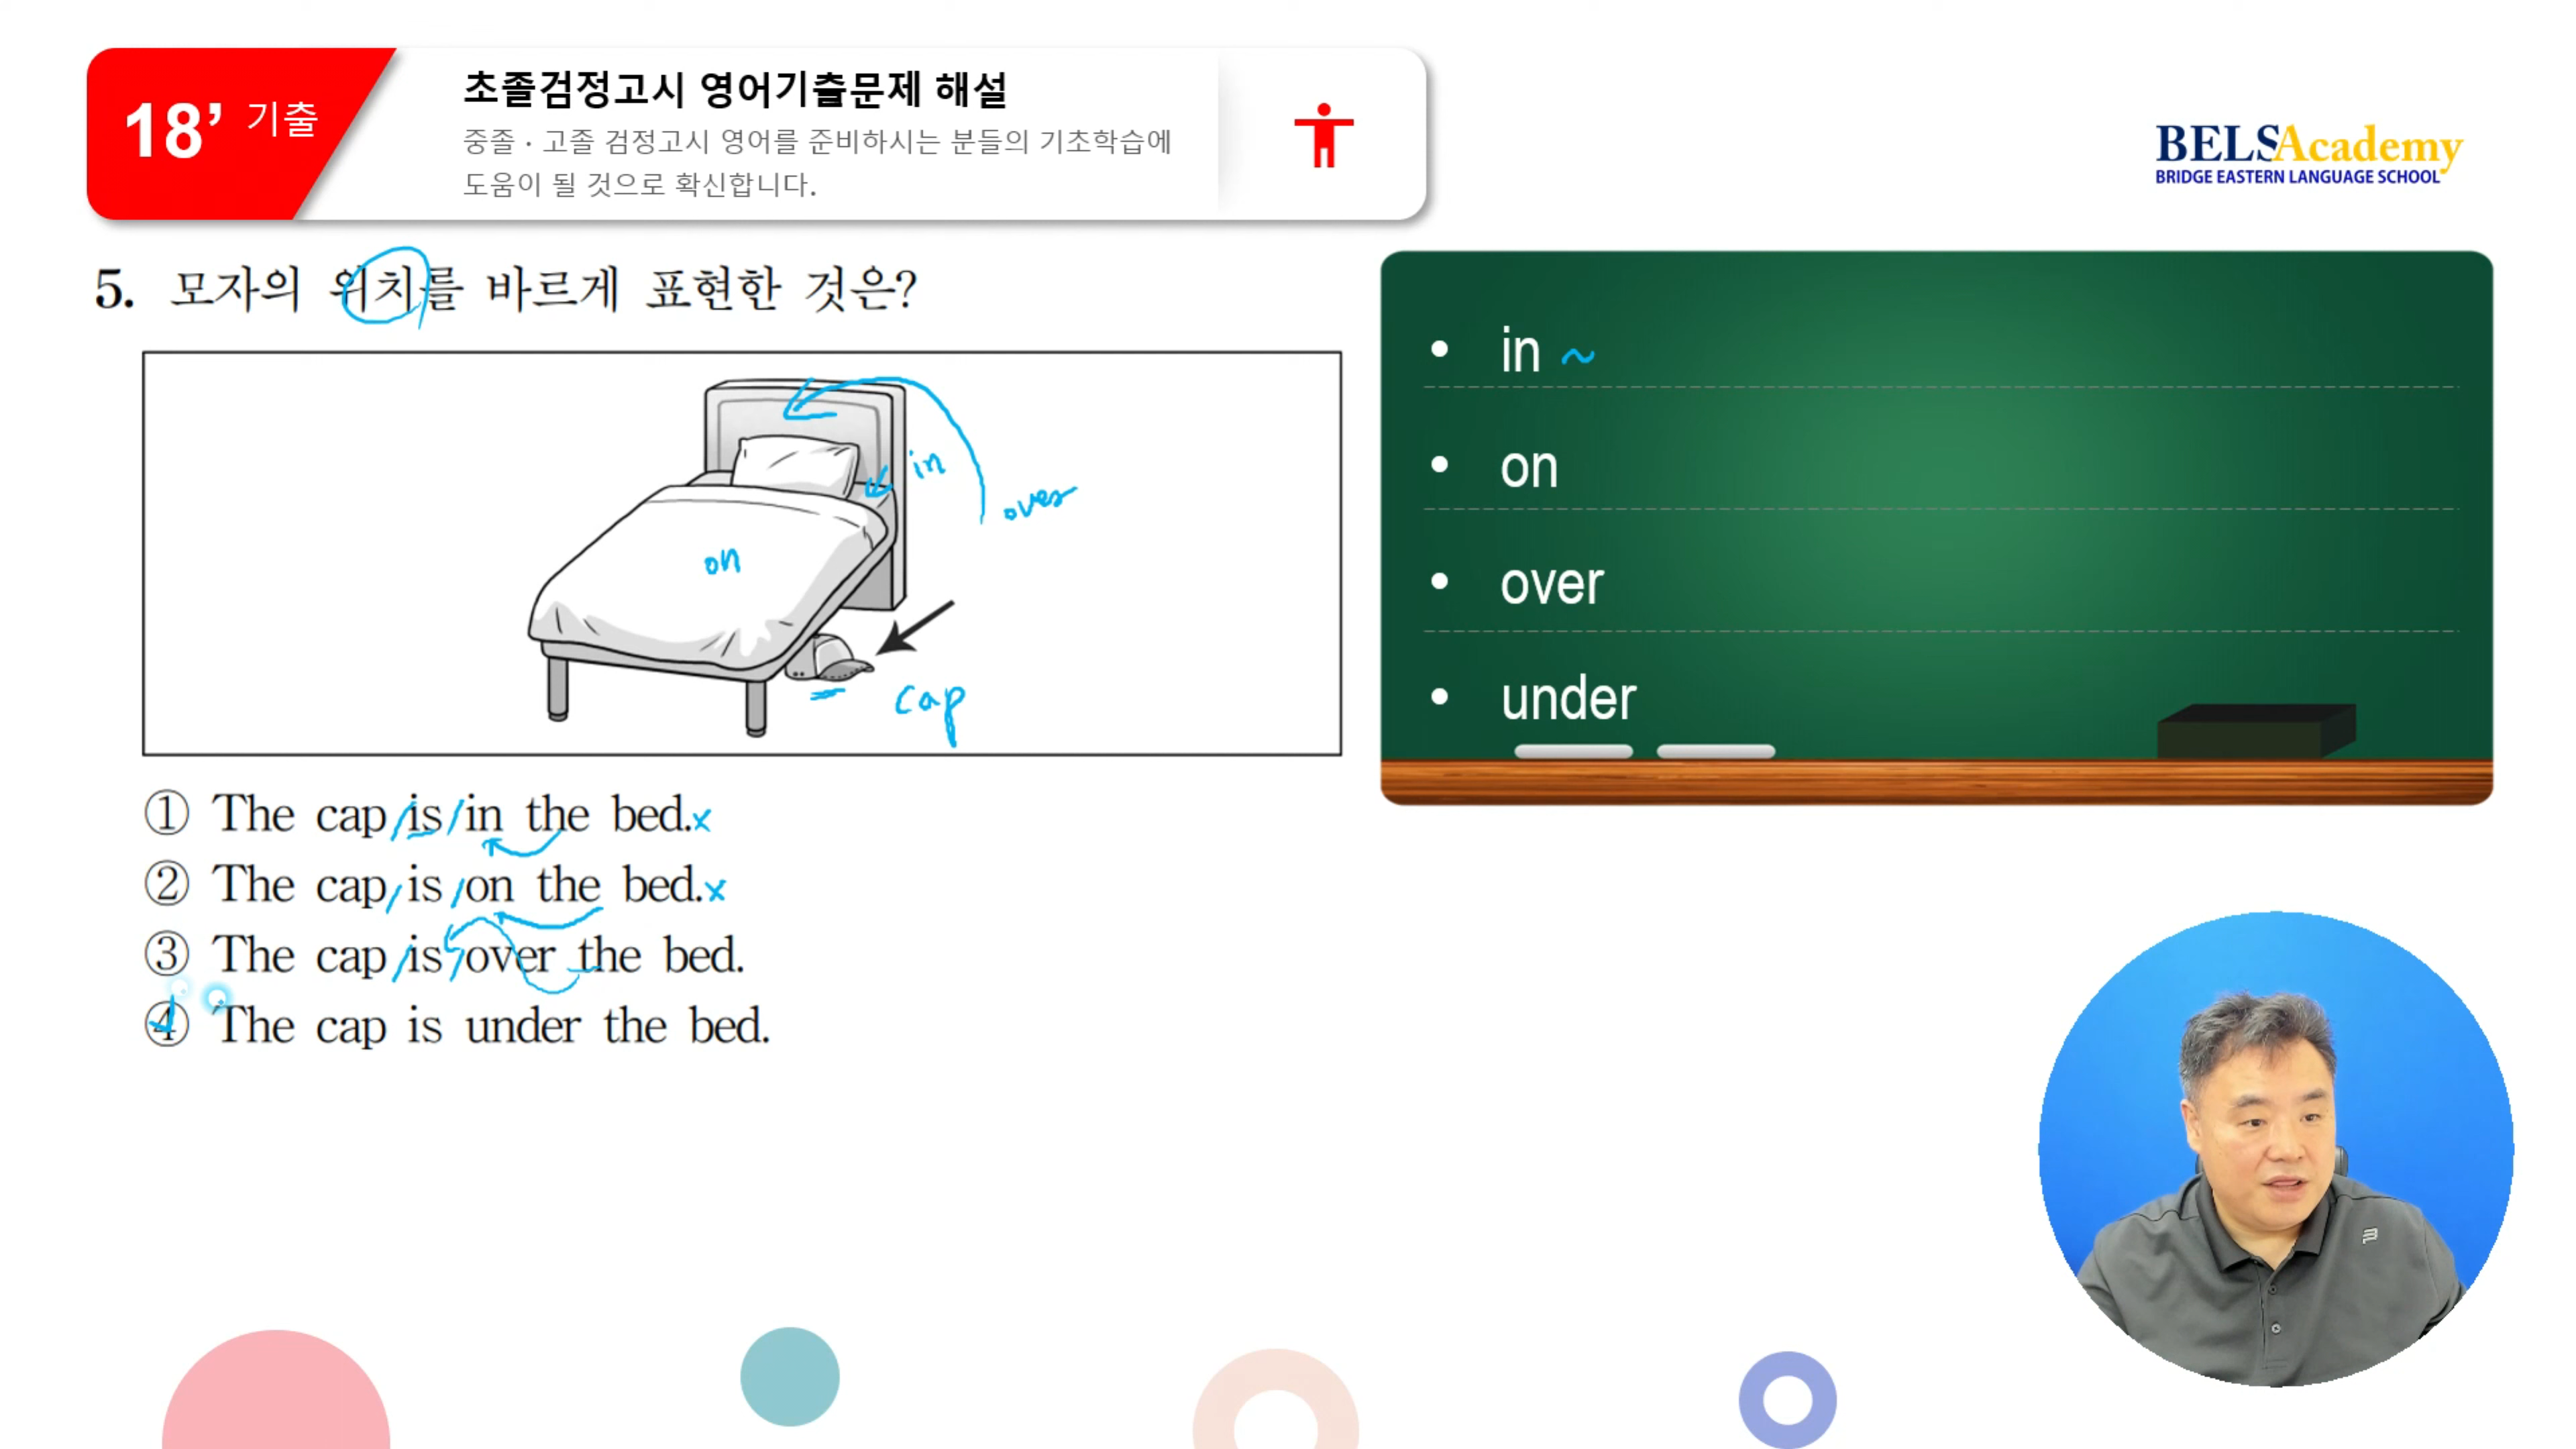 18’ 기출
초졸검정고시 영어기출문제 해설
중졸 · 고졸 검정고시 영어를 준비하시는 분들의 기초학습에
도움이 될 것으로 확신합니다.
BELSAcademy
BRIDGE EASTERN LANGUAGE SCHOOL
5. 모자의 위치를 바르게 표현한 것은?
in
over
on
cap
① The cap is in the bed.x
② The cap is on the bed.x
③ The cap is over the bed.
④ The cap is under the bed.
• in ~
• on
• over
• under